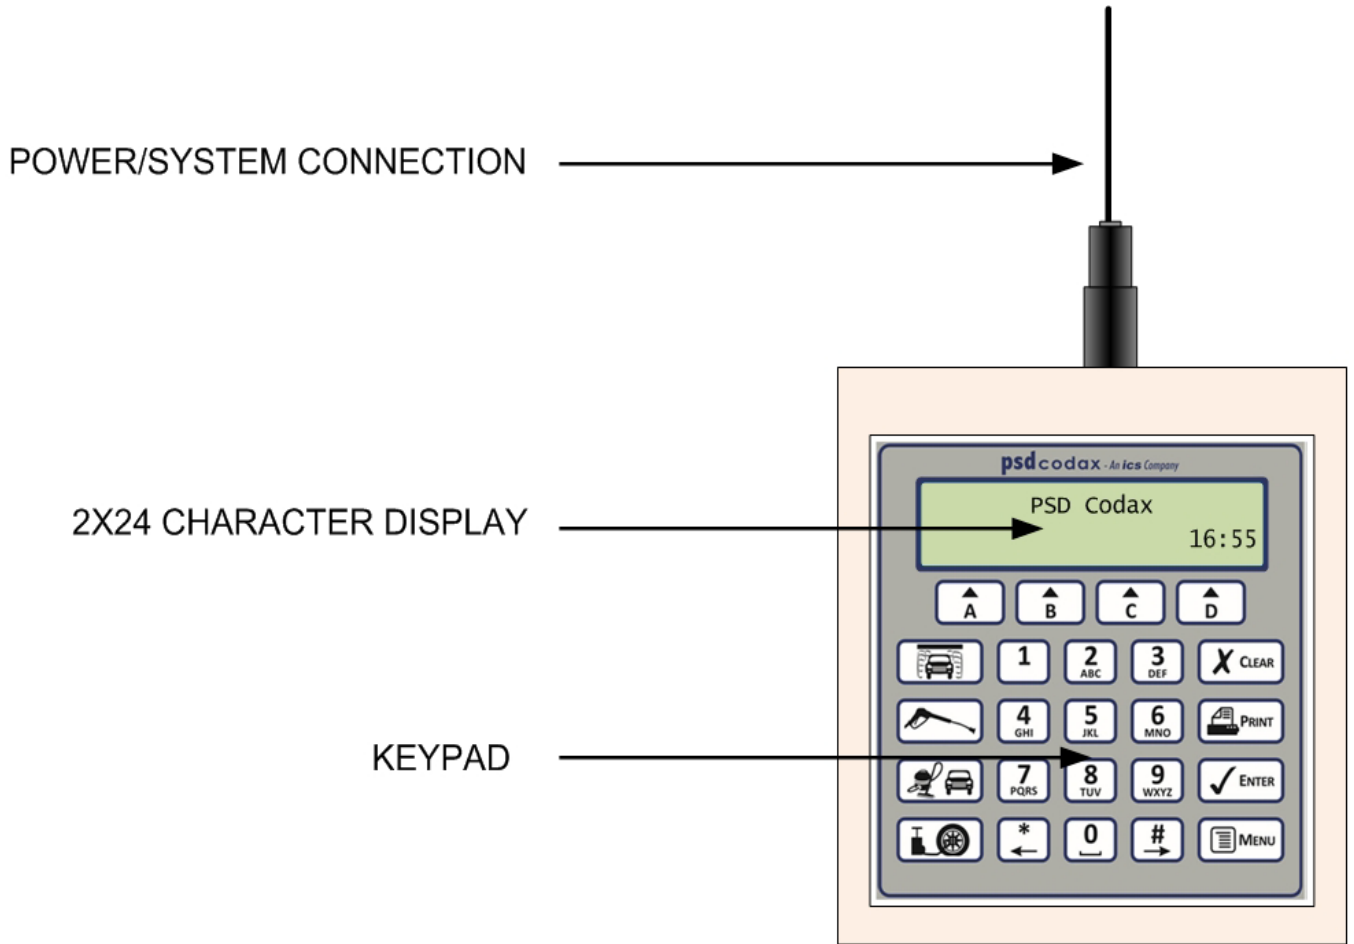 POWER/SYSTEM CONNECTION
psdcodax - An ics Company
2X24 CHARACTER DISPLAY
PSD Codax
16:55
A B C D
1 2 ABC 3 DEF CLEAR
4 GHI 5 JKL 6 MNO PRINT
KEYPAD
7 PQRS 8 TUV 9 WXYZ ENTER
* 0 # MENU